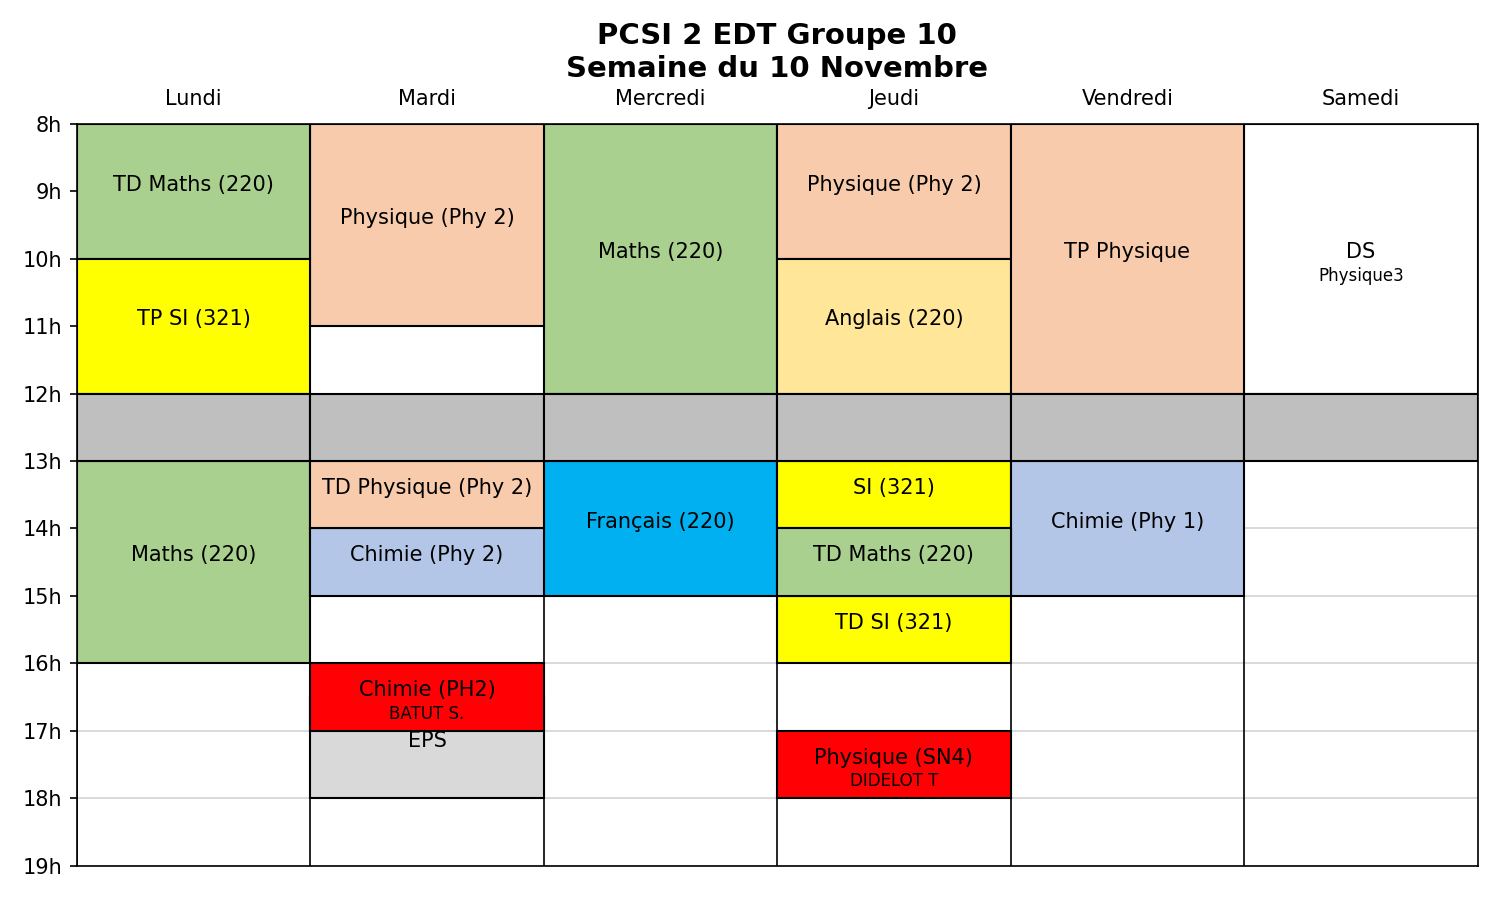 PCSI 2 EDT Groupe 10
Semaine du 10 Novembre
Lundi
Mardi
Mercredi
Jeudi
Vendredi
Samedi
8h
9h
10h
11h
12h
13h
14h
15h
16h
17h
18h
19h
TD Maths (220)
TP SI (321)
Maths (220)
Physique (Phy 2)
TD Physique (Phy 2)
Chimie (Phy 2)
Chimie (PH2)
BATUT S.
EPS
Maths (220)
Français (220)
Physique (Phy 2)
Anglais (220)
SI (321)
TD Maths (220)
TD SI (321)
Physique (SN4)
DIDELOT T
TP Physique
Chimie (Phy 1)
DS
Physique3